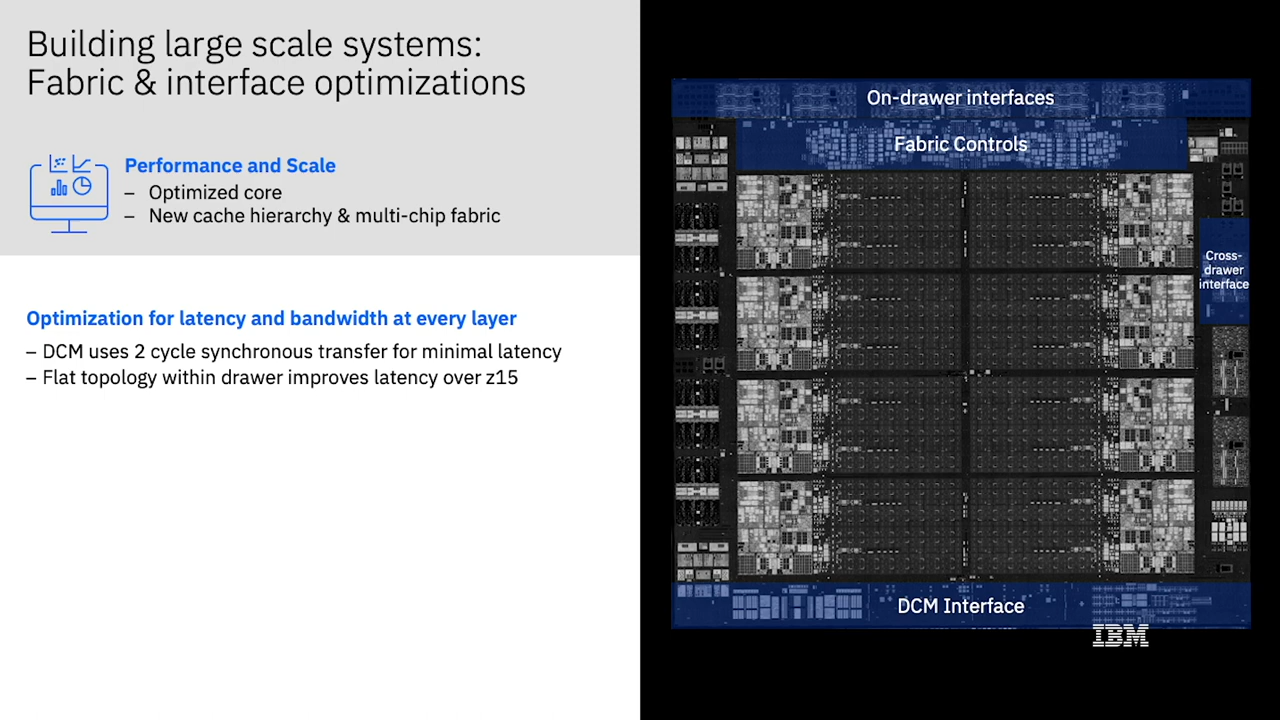 Building large scale systems:
Fabric & interface optimizations
Performance and Scale
– Optimized core
– New cache hierarchy & multi-chip fabric
Optimization for latency and bandwidth at every layer
– DCM uses 2 cycle synchronous transfer for minimal latency
– Flat topology within drawer improves latency over z15
On-drawer interfaces
Fabric Controls
Cross-
drawer
interface
DCM Interface
IBM